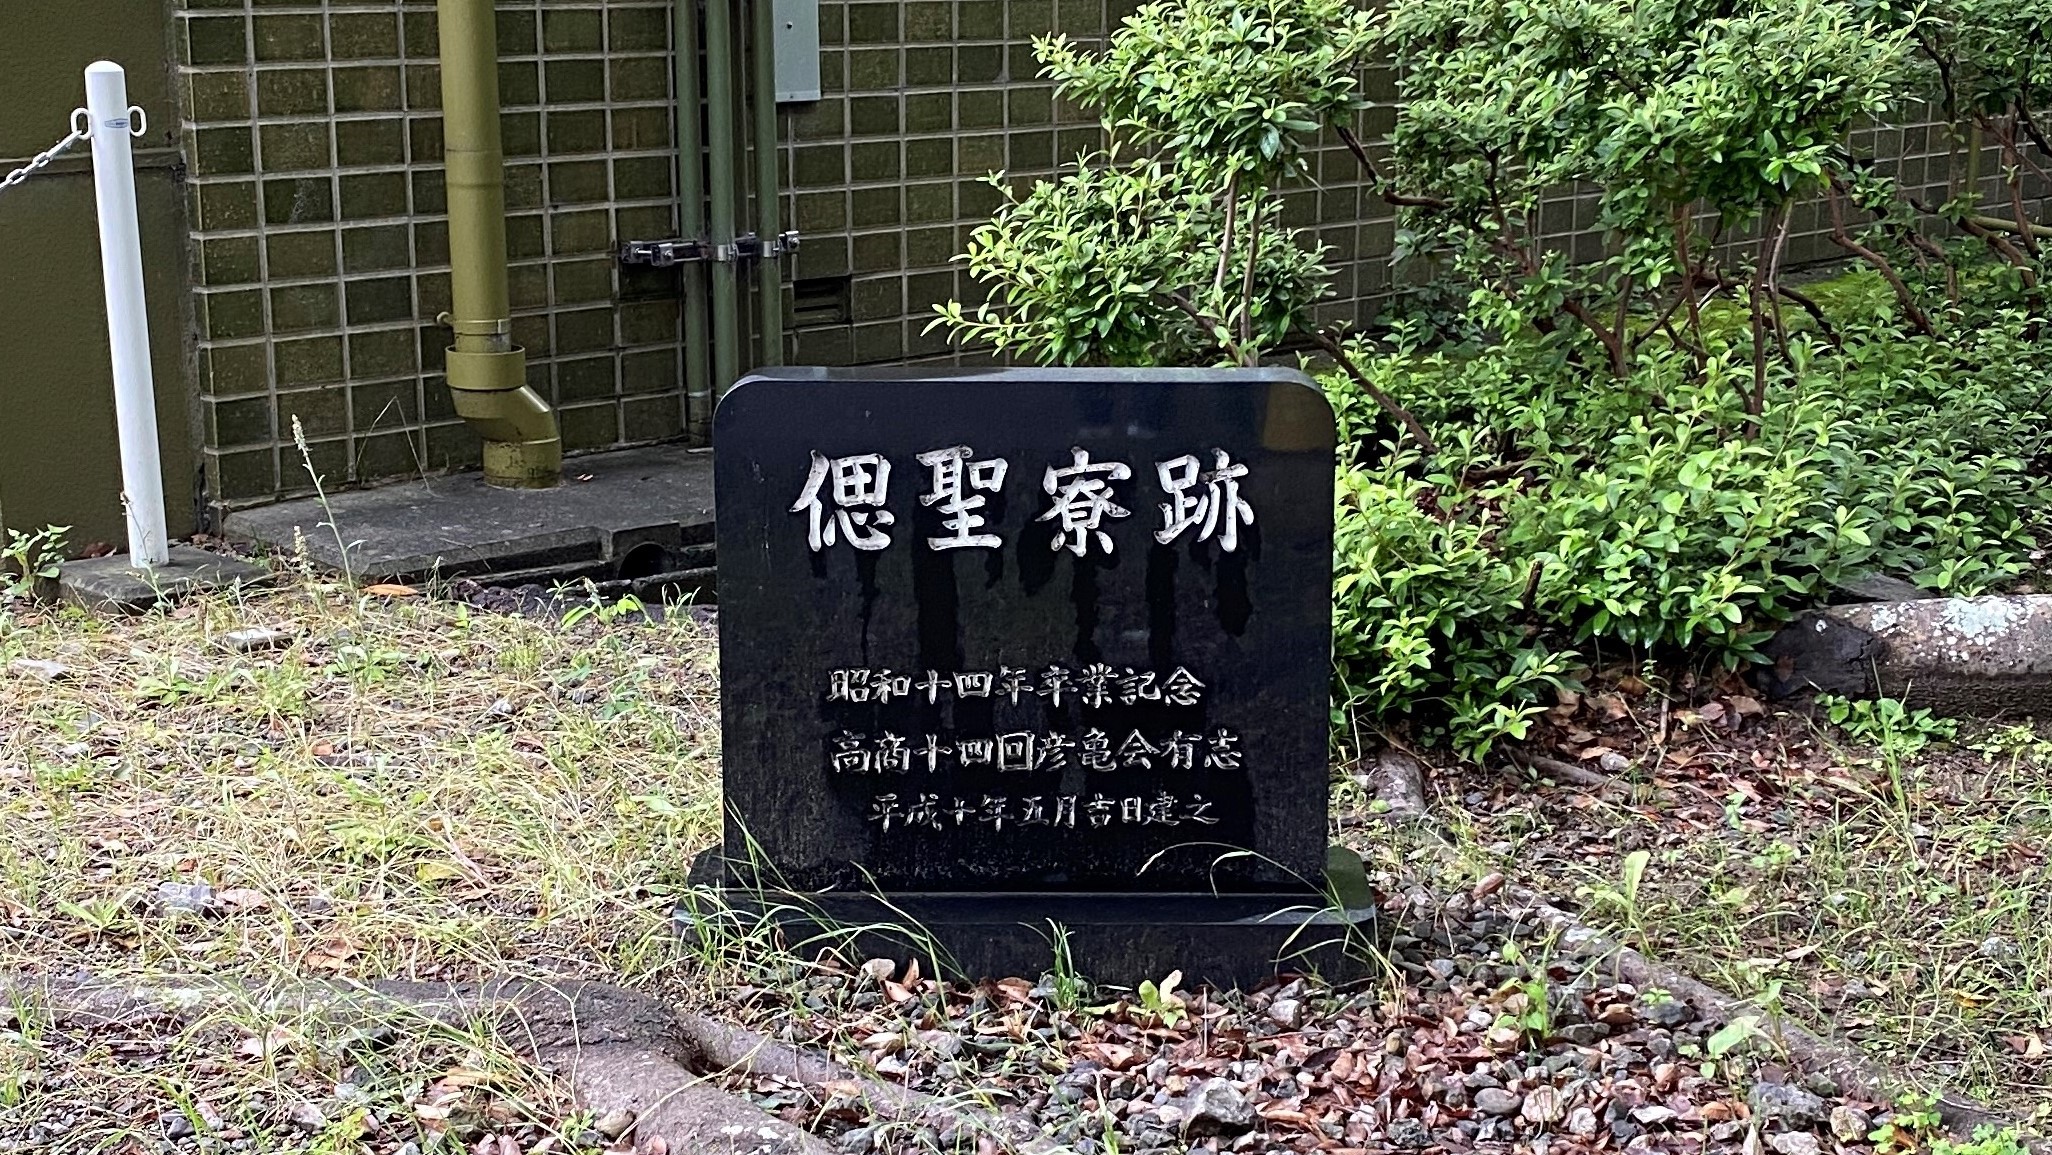 偲聖寮跡
昭和十四年卒業記念
高商十四回彦亀会有志
平成十年五月吉日建之